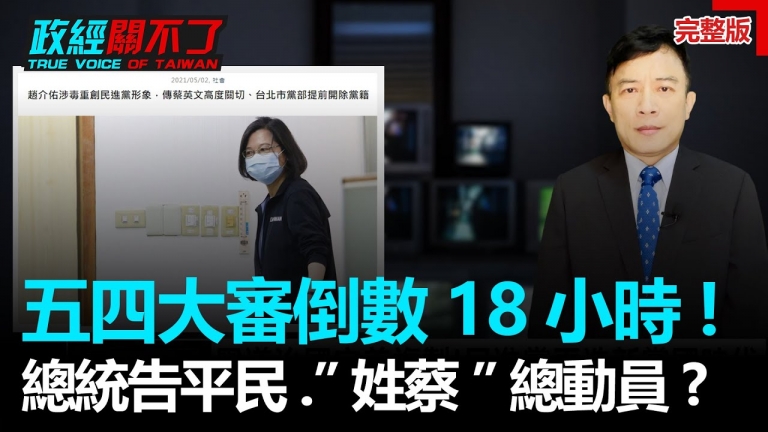 政經關不了
TRUE VOICE OF TAIWAN
完整版
2021/05/02, 社會
趙介佑涉毒重創民進黨形象，傳蔡英文高度關切、台北市黨部提前開除黨籍
五四大審倒數 18 小時！
總統告平民 .”姓蔡 ”總動員？